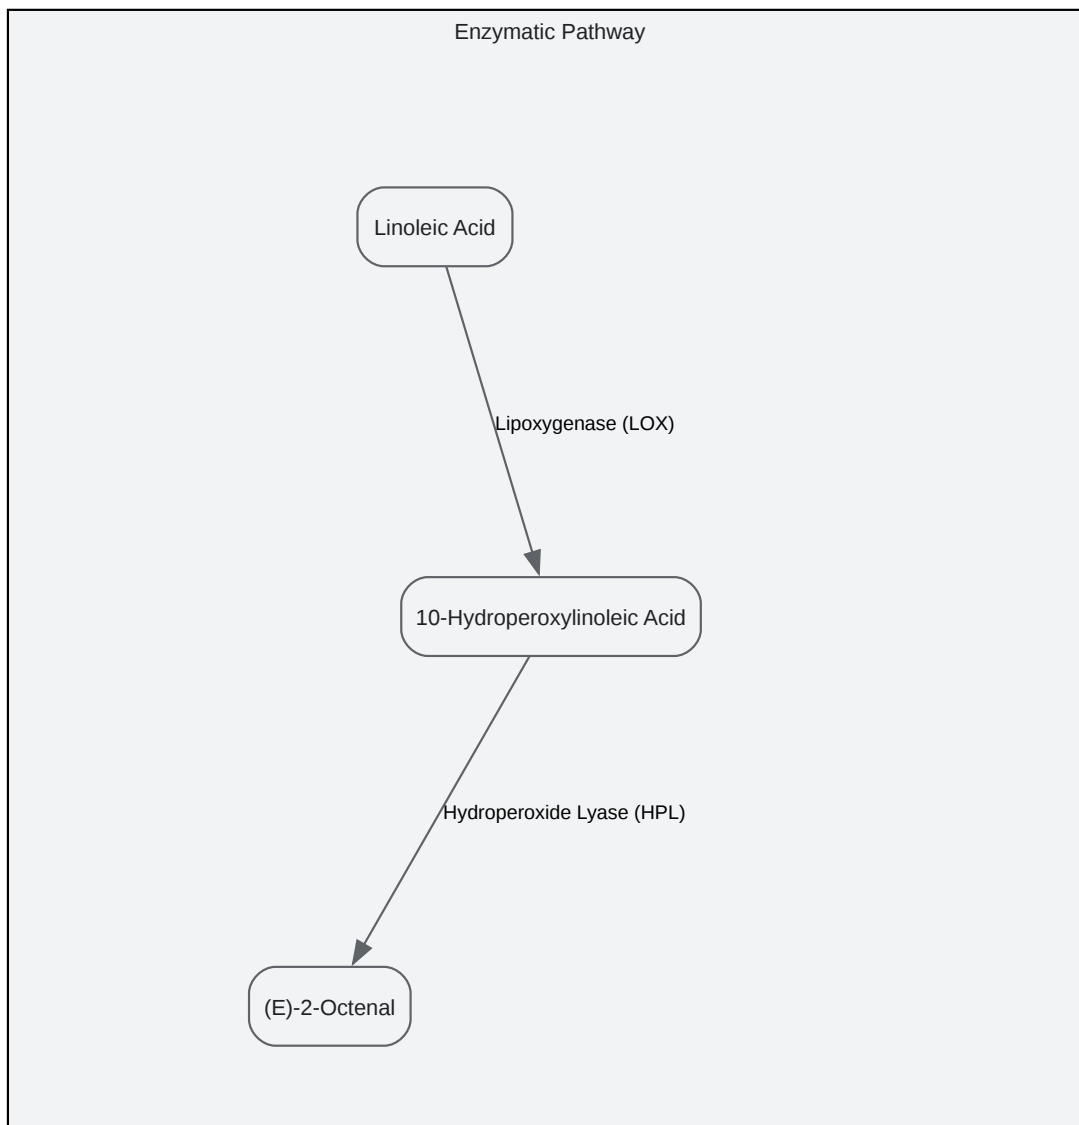 Enzymatic Pathway
Linoleic Acid
Lipoxygenase (LOX)
10-Hydroperoxylinoleic Acid
Hydroperoxide Lyase (HPL)
(E)-2-Octenal